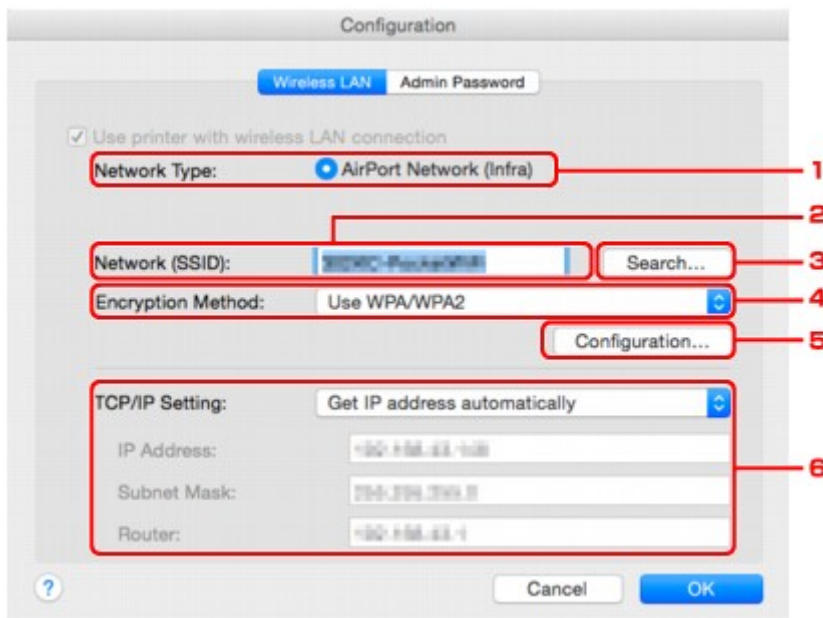 Configuration
Wireless LAN Admin Password
Use printer with wireless LAN connection
Network Type: AirPort Network (Infra) 1
2
Network (SSID): Search... 3
Encryption Method: Use WPA/WPA2 4
Configuration... 5
TCP/IP Setting: Get IP address automatically
IP Address:
6
Subnet Mask:
Router:
? Cancel OK